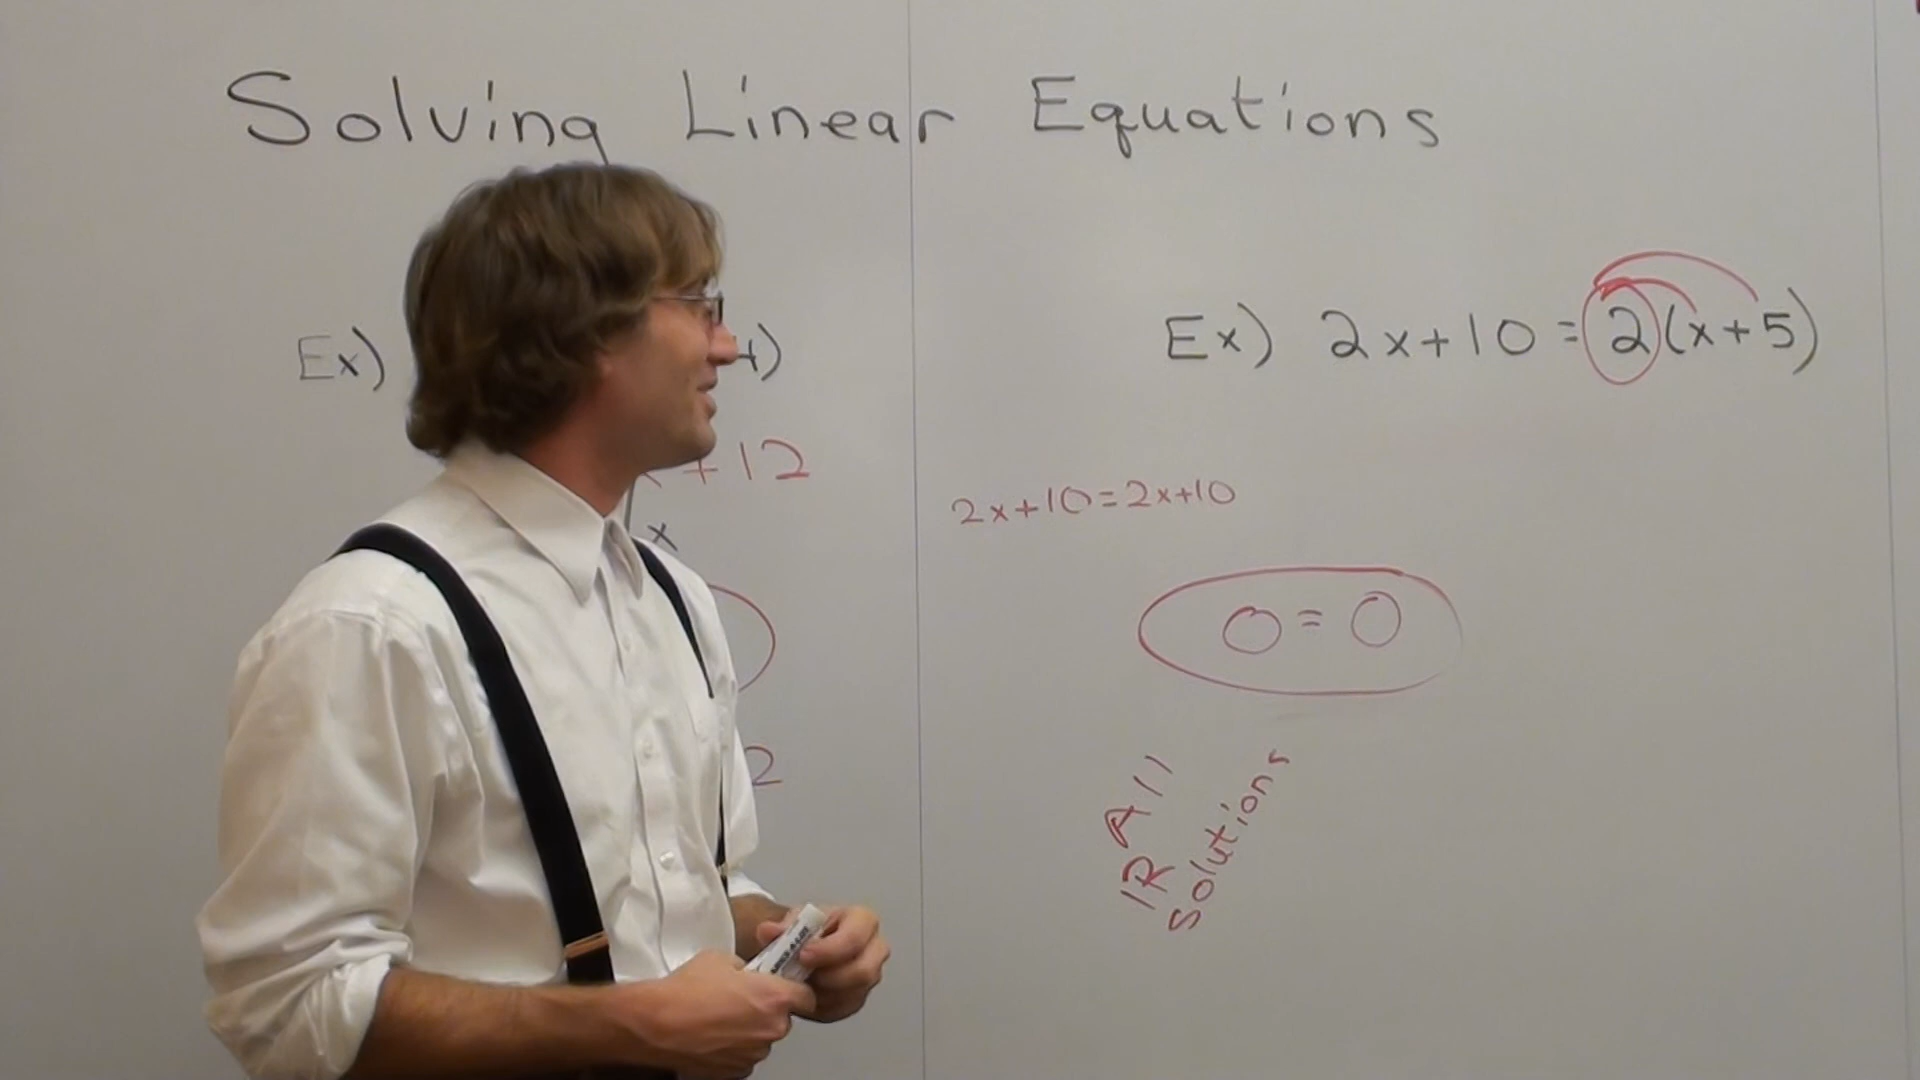 Solving Linear Equations
Ex)
)
+ 12
x
2
Ex) 2x+10 = 2(x+5)
2x+10=2x+10
0 = 0
All
IR
Solutions